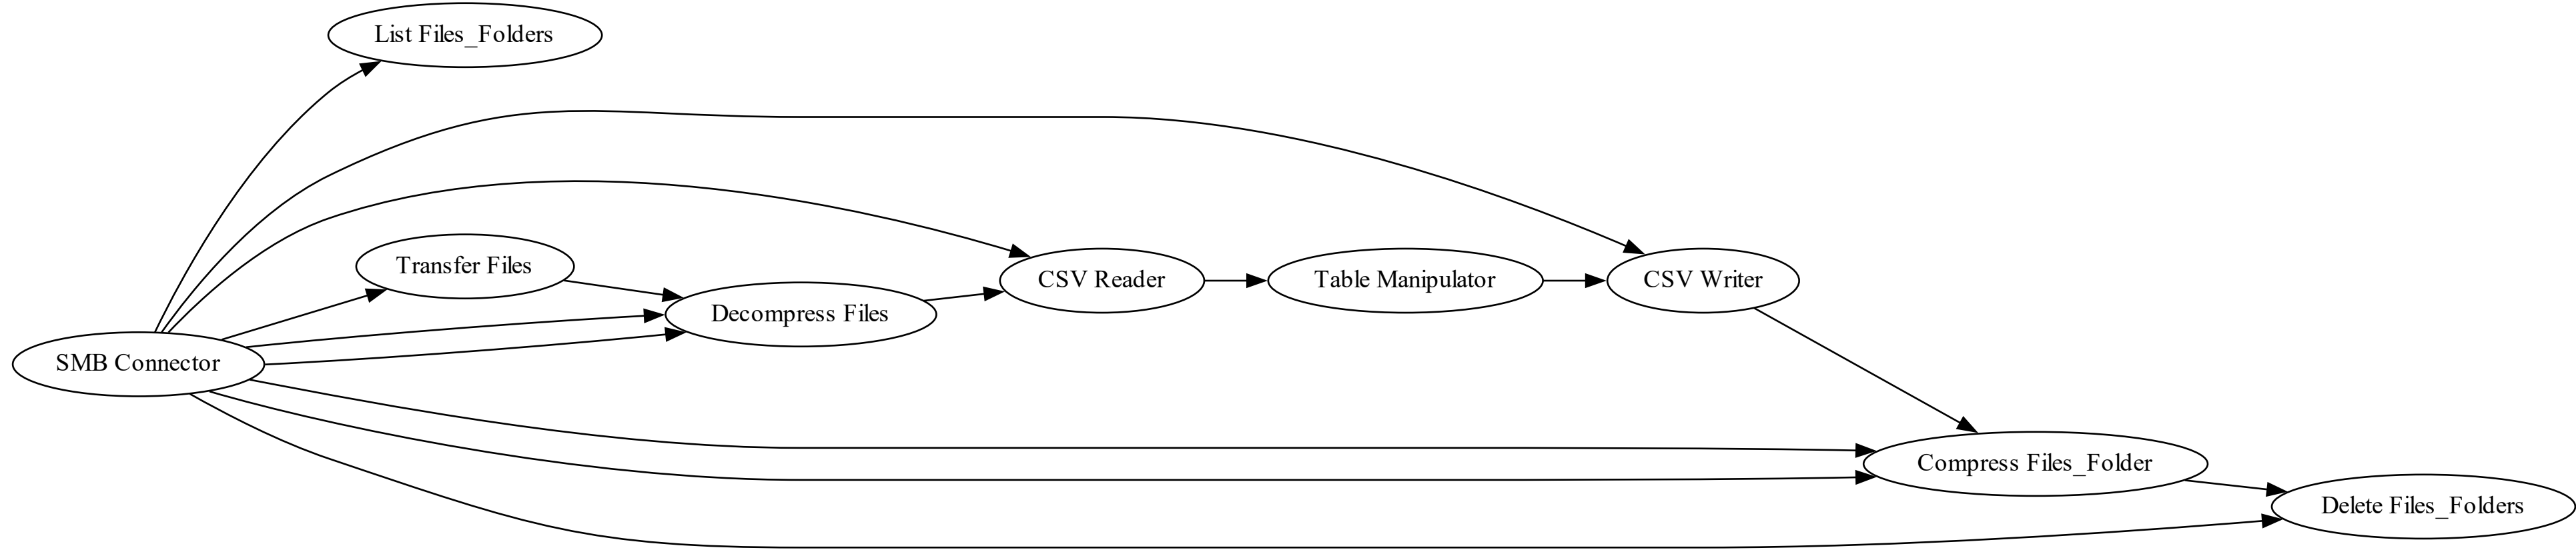 List Files_Folders
Transfer Files
CSV Reader
Table Manipulator
CSV Writer
Decompress Files
SMB Connector
Compress Files_Folder
Delete Files_Folders